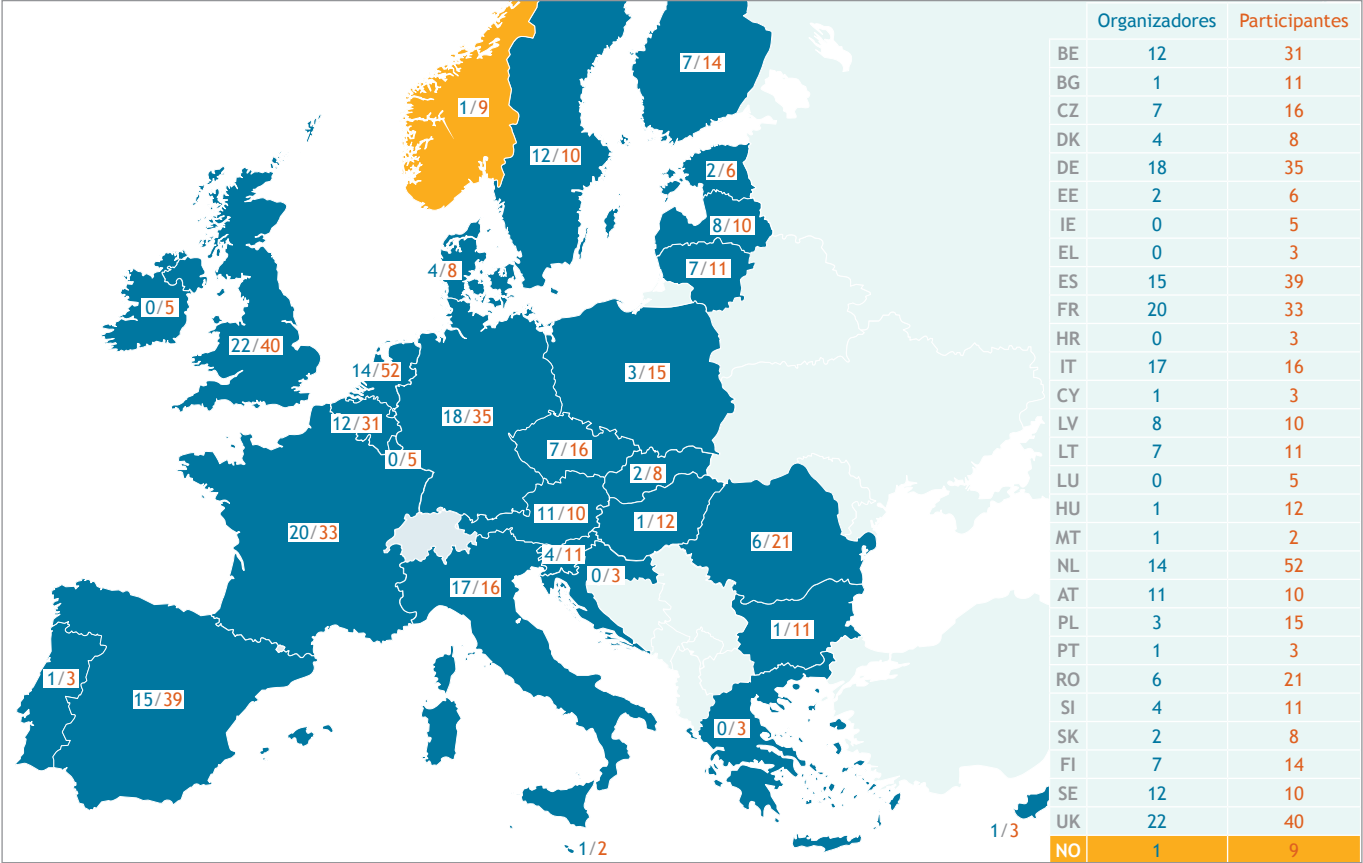 Organizadores Participantes
BE 12 31
BG 1 11
CZ 7 16
DK 4 8
DE 18 35
EE 2 6
IE 0 5
EL 0 3
ES 15 39
FR 20 33
HR 0 3
IT 17 16
CY 1 3
LV 8 10
LT 7 11
LU 0 5
HU 1 12
MT 1 2
NL 14 52
AT 11 10
PL 3 15
PT 1 3
RO 6 21
SI 4 11
SK 2 8
FI 7 14
SE 12 10
UK 22 40
NO 1 9
7/14
1/9
12/10
2/6
8/10
4/8
7/11
0/5
22/40
14/52
3/15
18/35
12/31
7/16
0/5
2/8
11/10
1/12
20/33
6/21
4/11
0/3
17/16
1/11
1/3
15/39
0/3
1/3
1/2